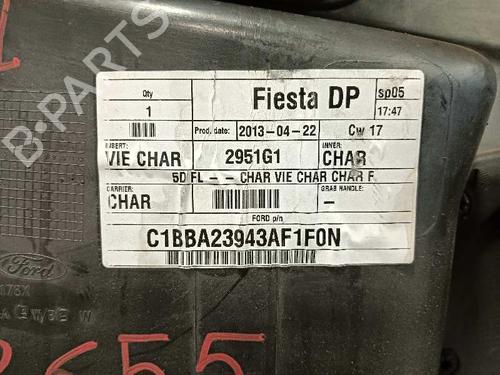 Qty
Fiesta DP
sp05
1
17:47
Prod. date: 2013-04-22
Cw 17
INSERT:
INNER:
VIE CHAR
2951G1
CHAR
5D FL - - CHAR VIE CHAR CHAR F
CARRIER:
GRAB HANDLE:
CHAR
-
FORD p/n
C1BBA23943AF1F0N
Ford
B-PARTS